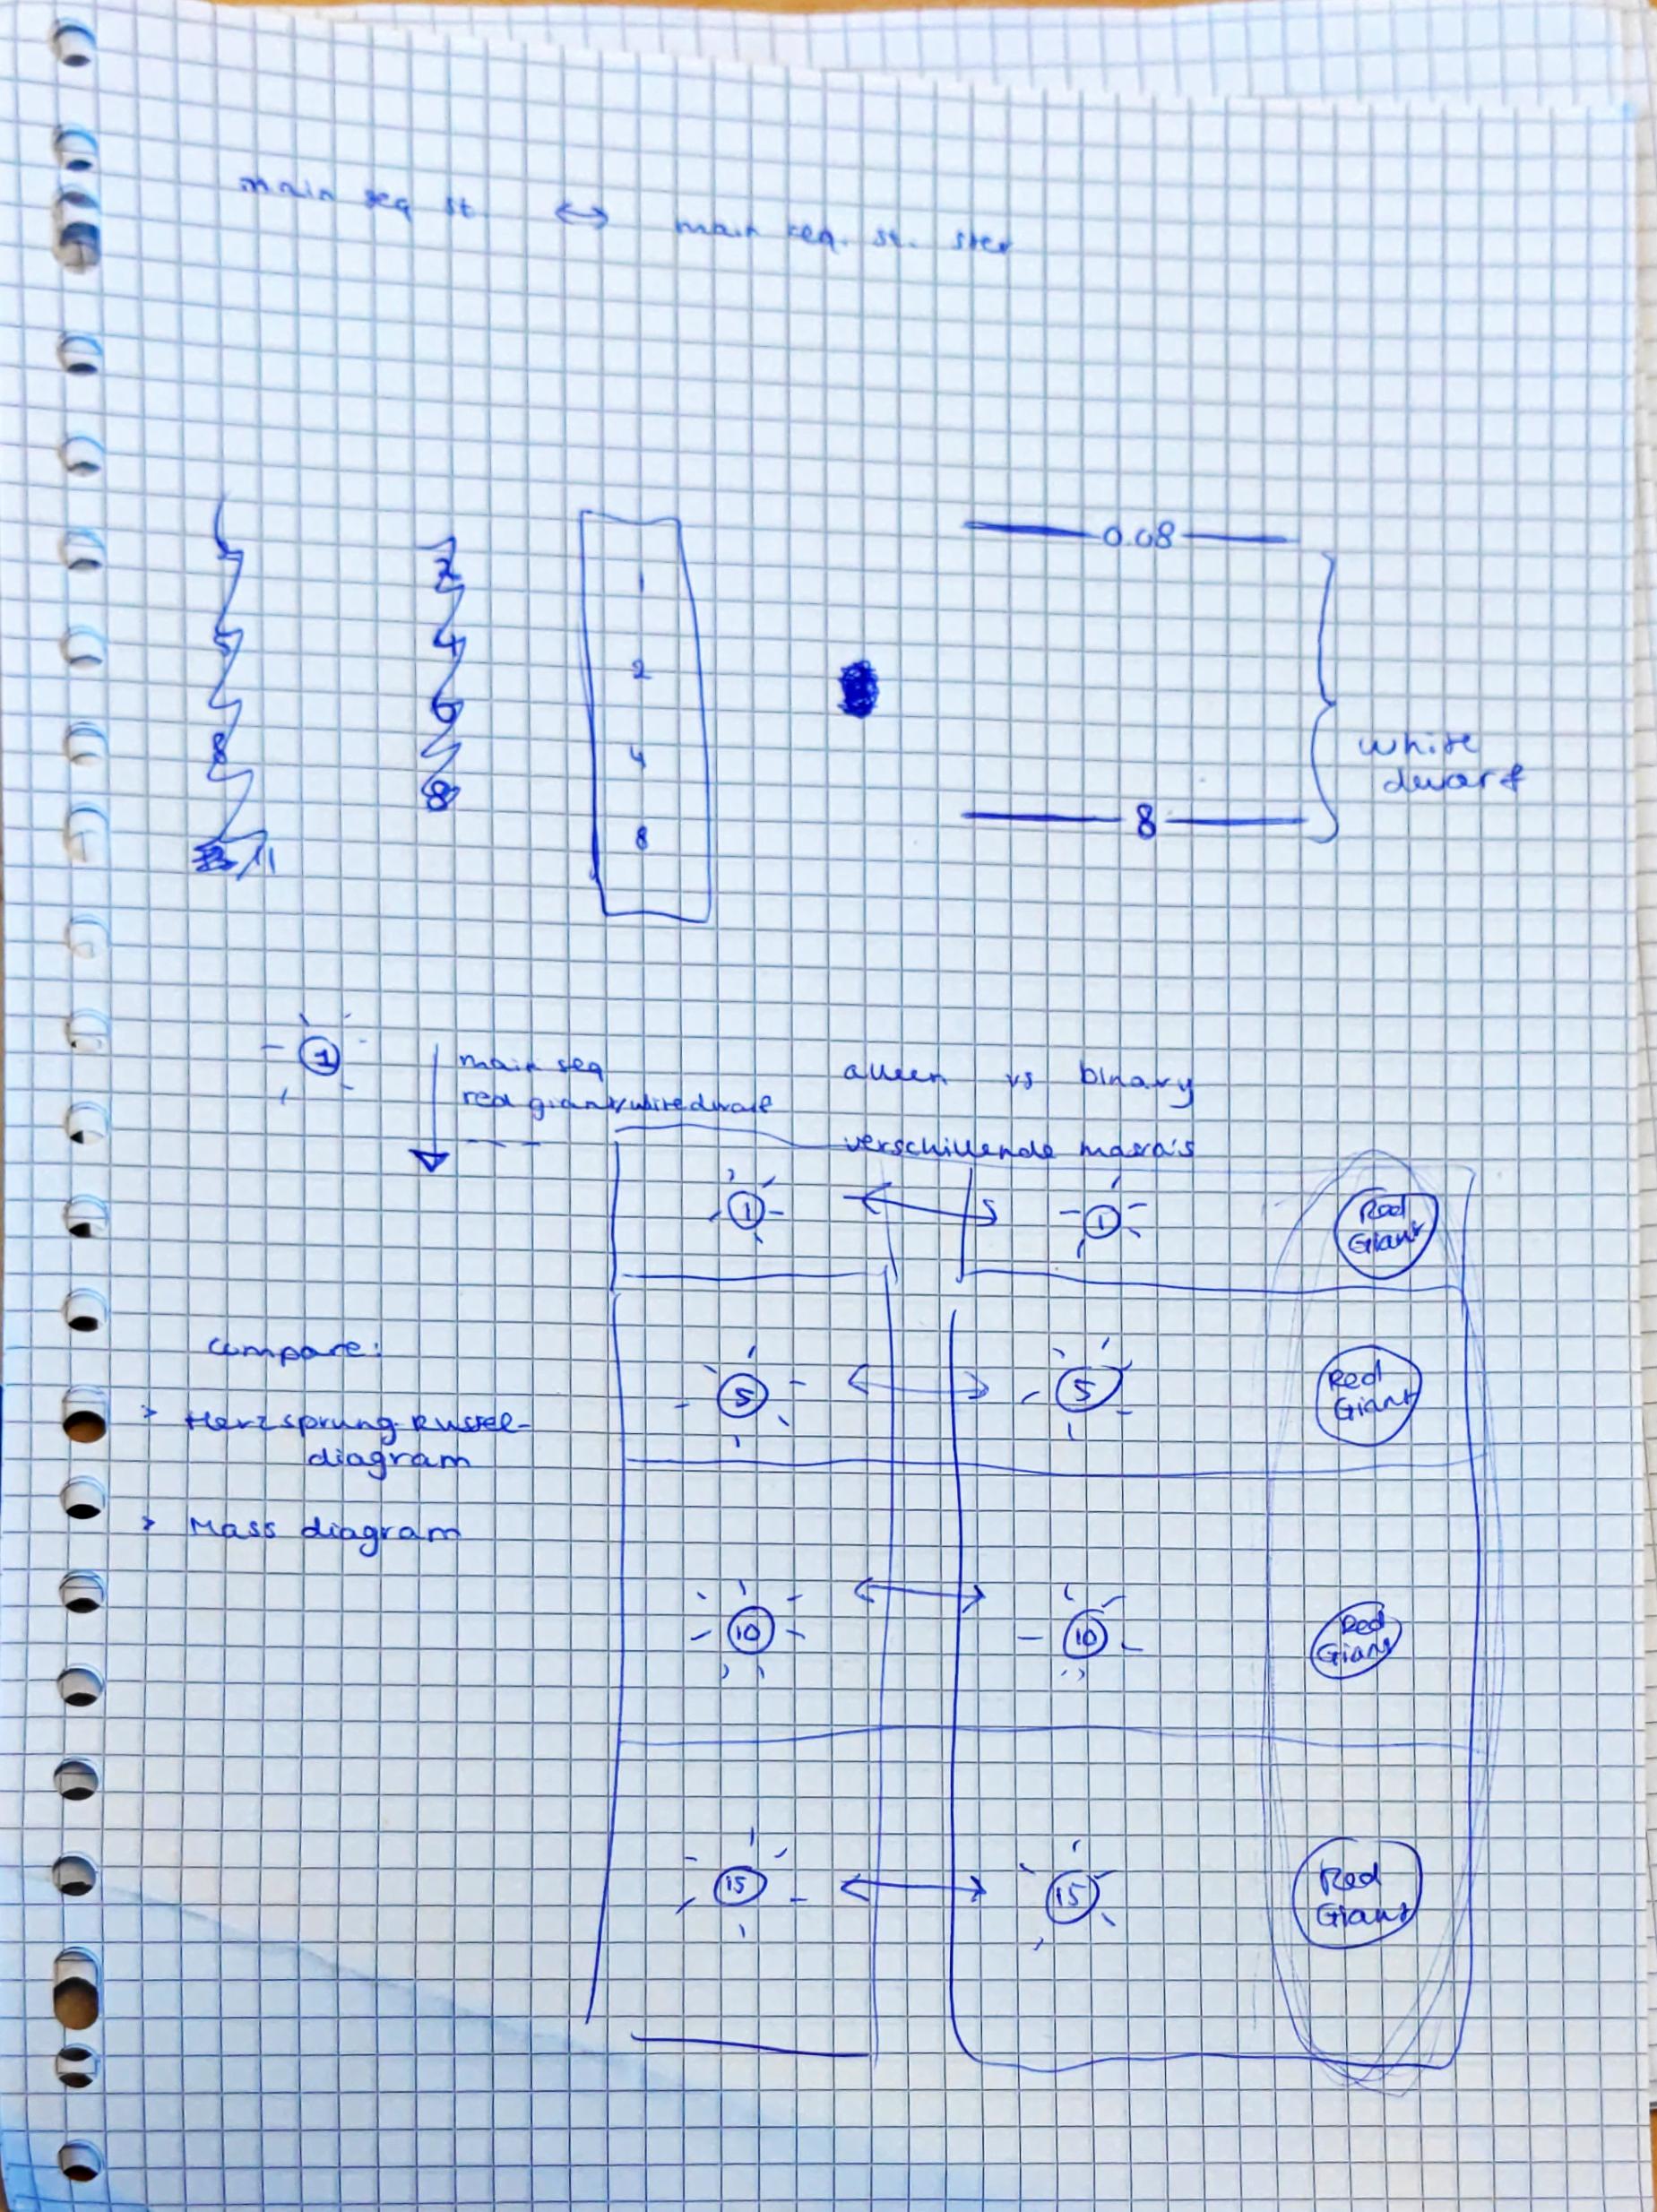 main seq st. ↔ main seq. st. ster
2
5 4
8 6
8
11
1
2
4
8
0.08
8
white
dwarf
1
main seq
red giant/witedwarf
alleen vs binary
verschillende massa's
1 ↔ 1 Red
Giant
compare:
5 ↔ 5 Red
Giant
> Herzsprung-Russel-
diagram
> Mass diagram
10 ↔ 10 Red
Giant
15 ↔ 15 Red
Giant